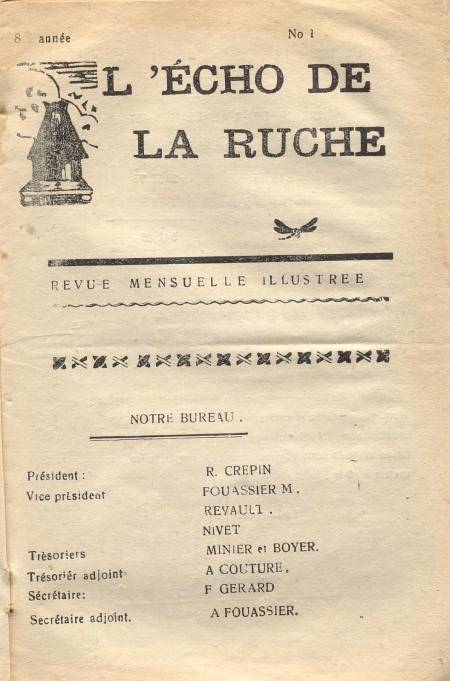 8 année No 1
L'ÉCHO DE
LA RUCHE
REVUE MENSUELLE ILLUSTREE
NOTRE BUREAU.
Président : R. CREPIN
Vice président FOUASSIER M.
REVAULT.
NIVET
Trèsoriers MINIER et BOYER.
Trésoriér adjoint A COUTURE.
Sécrétaire: F GERARD
Secrétaire adjoint. A FOUASSIER.